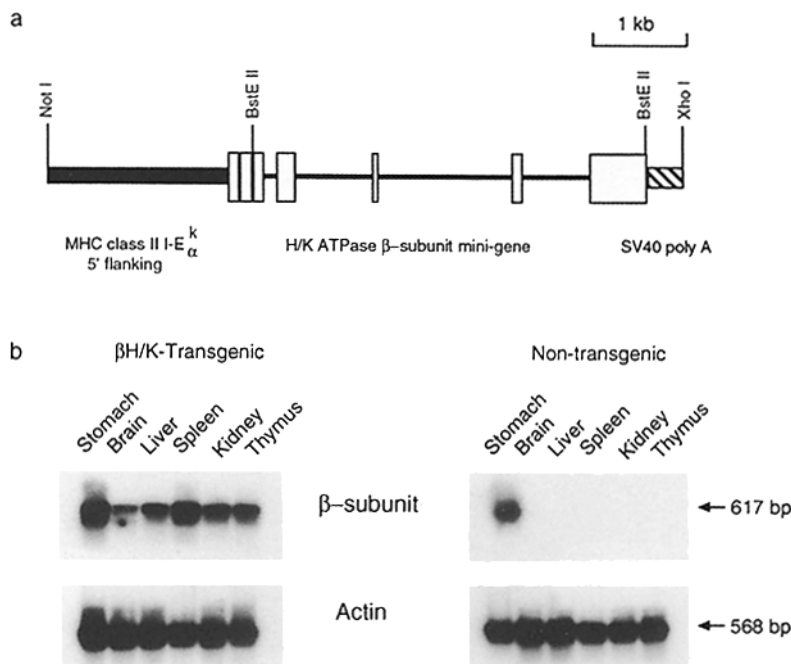 a
1 kb
Not I
BstE II
BstE II
Xho I
MHC class II I-E k α
5' flanking
H/K ATPase β-subunit mini-gene
SV40 poly A
b
βH/K-Transgenic
Non-transgenic
Stomach
Brain
Liver
Spleen
Kidney
Thymus
Stomach
Brain
Liver
Spleen
Kidney
Thymus
β-subunit
617 bp
Actin
568 bp